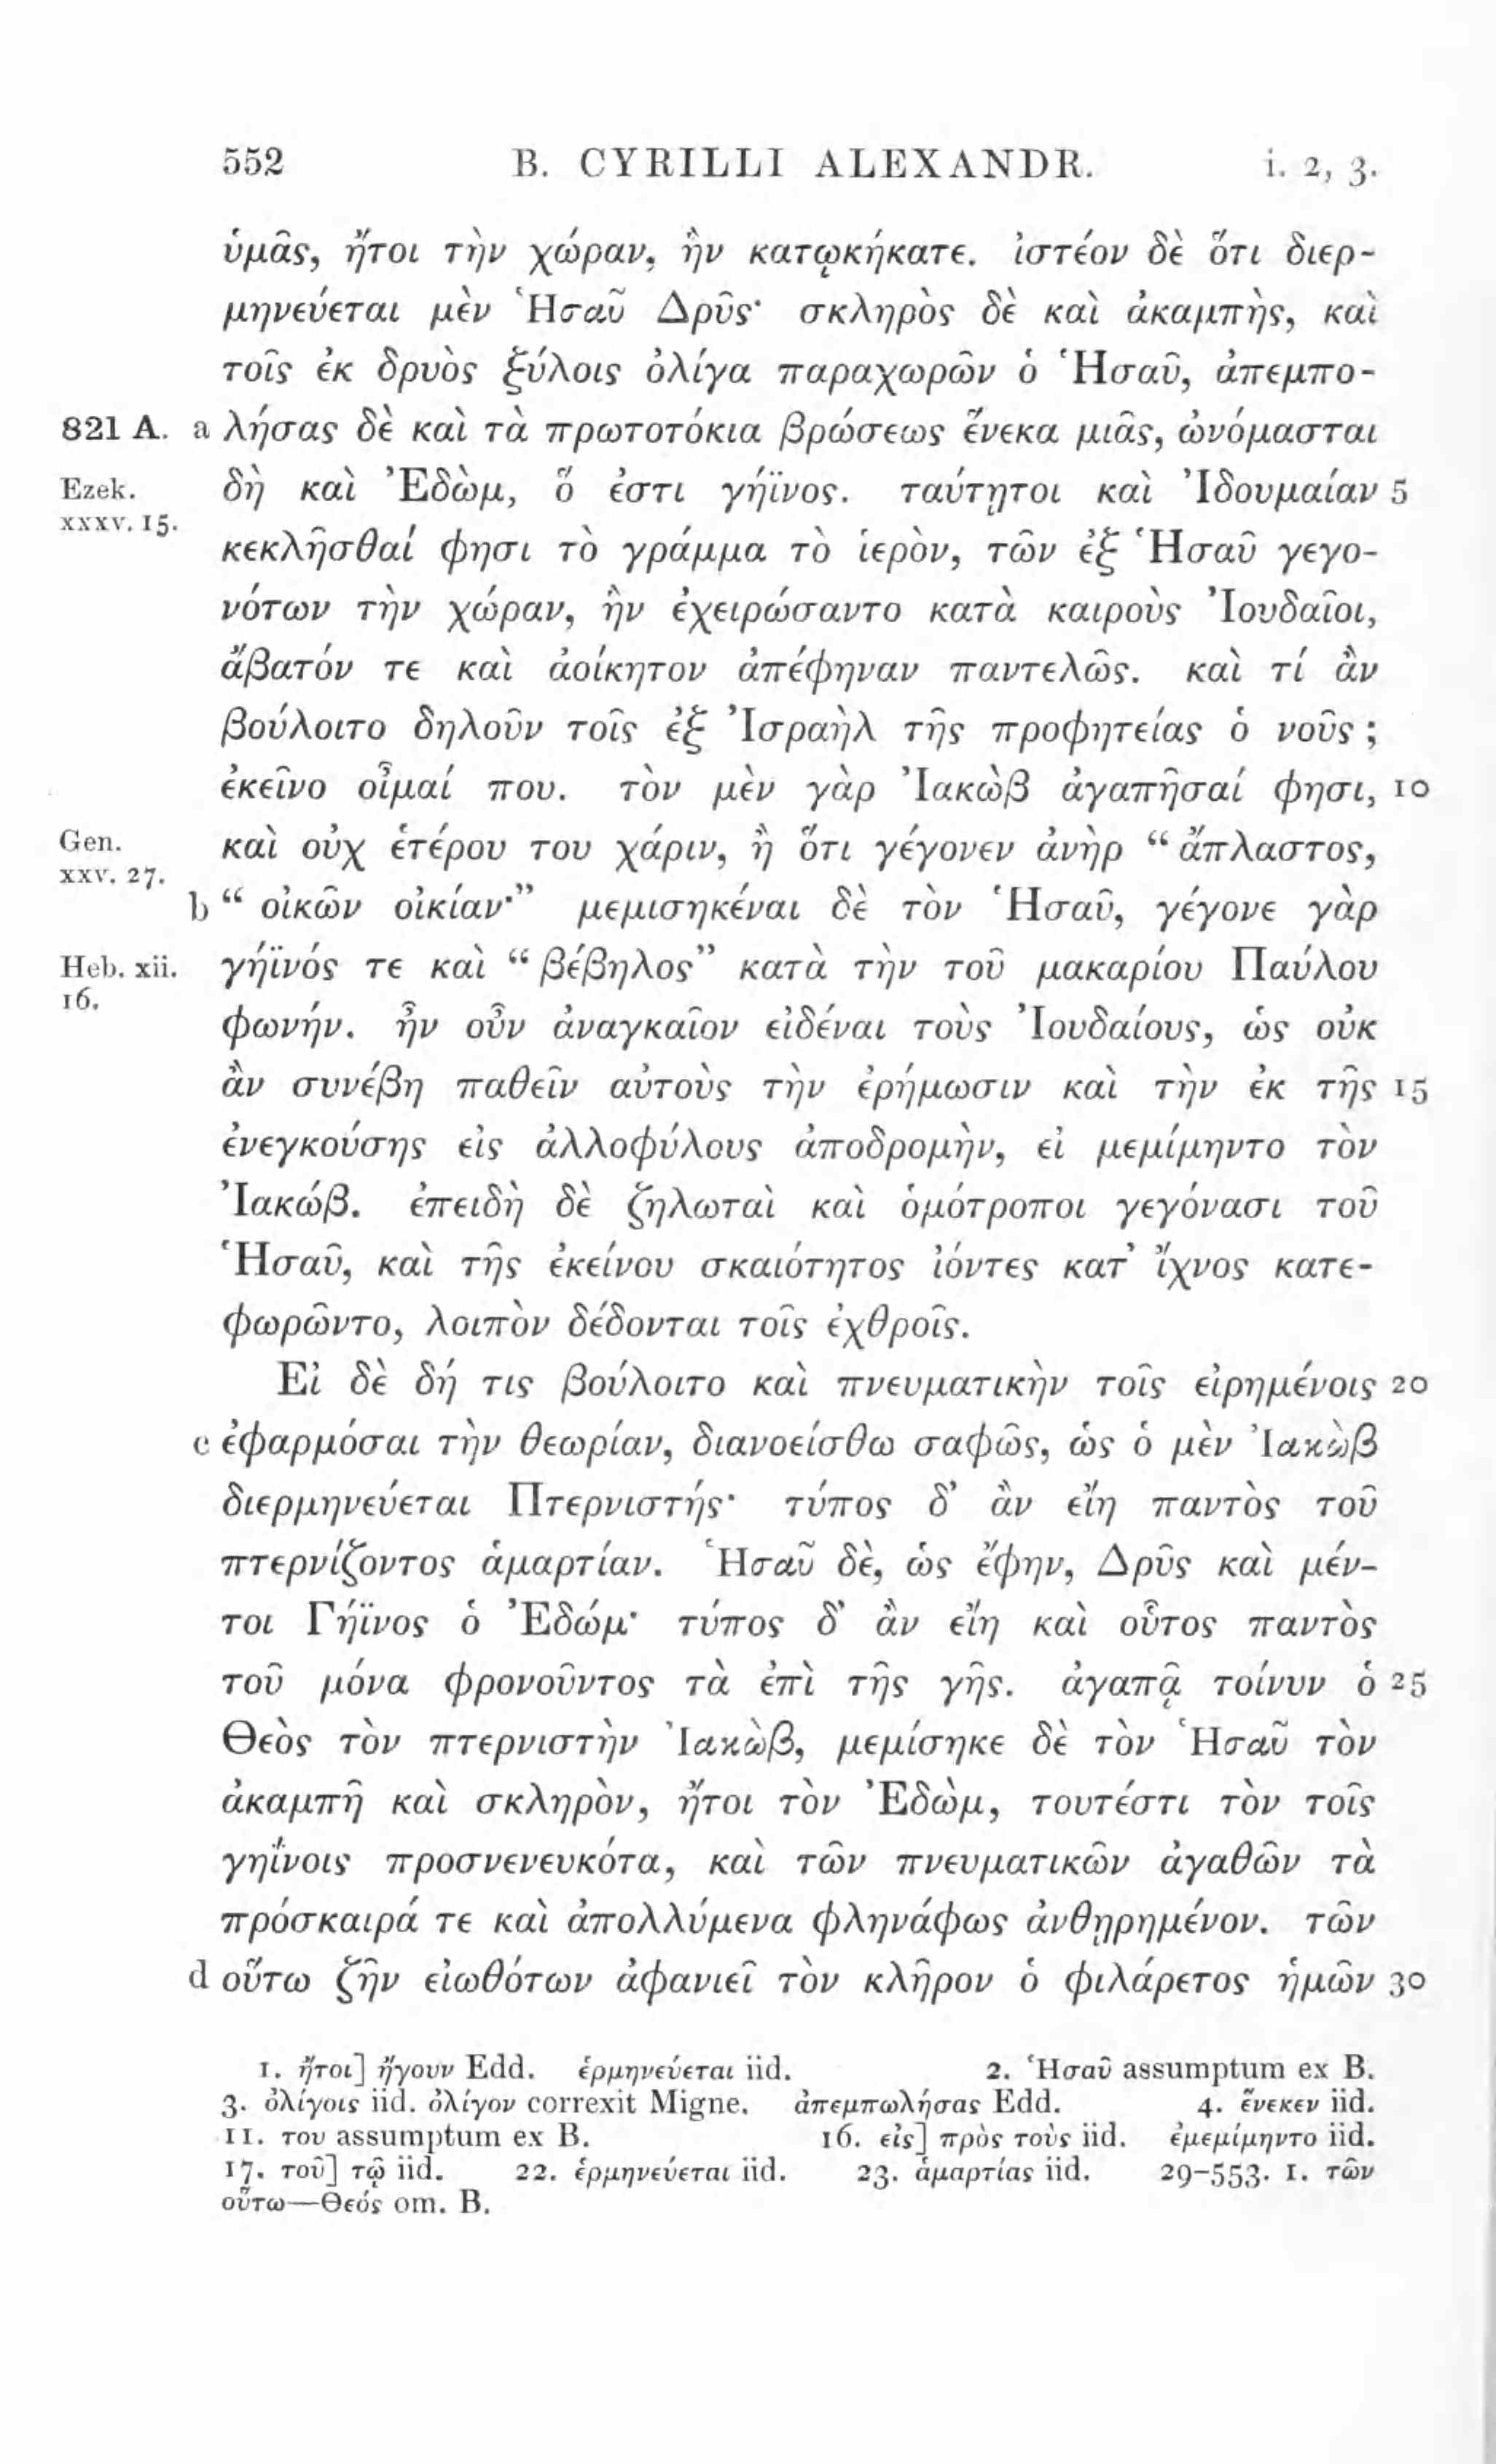 552 B. CYRILLI ALEXANDR. i. 2, 3.
ὑμᾶς, ἤτοι τὴν χώραν, ἣν κατῳκήκατε. ἰστέον δὲ ὅτι διερ-
μηνεύεται μὲν Ἡσαῦ Δρῦς· σκληρὸς δὲ καὶ ἀκαμπὴς, καὶ
τοῖς ἐκ δρυὸς ξύλοις ὀλίγα παραχωρῶν ὁ Ἡσαῦ, ἀπεμπο-
821 A. a λήσας δὲ καὶ τὰ πρωτοτόκια βρώσεως ἕνεκα μιᾶς, ὠνόμασται
Ezek. xxxv. 15. δὴ καὶ Ἐδὼμ, ὅ ἐστι γήϊνος. ταύτῃτοι καὶ Ἰδουμαίαν 5
κεκλῆσθαί φησι τὸ γράμμα τὸ ἱερὸν, τῶν ἐξ Ἡσαῦ γεγο-
νότων τὴν χώραν, ἣν ἐχειρώσαντο κατὰ καιροὺς Ἰουδαῖοι,
ἄβατόν τε καὶ ἀοίκητον ἀπέφηναν παντελῶς. καὶ τί ἂν
βούλοιτο δηλοῦν τοῖς ἐξ Ἰσραὴλ τῆς προφητείας ὁ νοῦς ;
ἐκεῖνο οἶμαί που. τὸν μὲν γὰρ Ἰακὼβ ἀγαπῆσαί φησι, 10
Gen. xxv. 27. καὶ οὐχ ἑτέρου του χάριν, ἢ ὅτι γέγονεν ἀνὴρ “ ἄπλαστος,
b “ οἰκῶν οἰκίαν·” μεμισηκέναι δὲ τὸν Ἡσαῦ, γέγονε γὰρ
Heb. xii. 16. γήϊνός τε καὶ “ βέβηλος” κατὰ τὴν τοῦ μακαρίου Παύλου
φωνήν. ἦν οὖν ἀναγκαῖον εἰδέναι τοὺς Ἰουδαίους, ὡς οὐκ
ἂν συνέβη παθεῖν αὐτοὺς τὴν ἐρήμωσιν καὶ τὴν ἐκ τῆς 15
ἐνεγκούσης εἰς ἀλλοφύλους ἀποδρομὴν, εἰ μεμίμηντο τὸν
Ἰακώβ. ἐπειδὴ δὲ ζηλωταὶ καὶ ὁμότροποι γεγόνασι τοῦ
Ἡσαῦ, καὶ τῆς ἐκείνου σκαιότητος ἰόντες κατ’ ἴχνος κατε-
φωρῶντο, λοιπὸν δέδονται τοῖς ἐχθροῖς.
Εἰ δὲ δή τις βούλοιτο καὶ πνευματικὴν τοῖς εἰρημένοις 20
c ἐφαρμόσαι τὴν θεωρίαν, διανοείσθω σαφῶς, ὡς ὁ μὲν Ἰακὼβ
διερμηνεύεται Πτερνιστής· τύπος δ’ ἂν εἴη παντὸς τοῦ
πτερνίζοντος ἁμαρτίαν. Ἡσαῦ δὲ, ὡς ἔφην, Δρῦς καὶ μέν-
τοι Γήϊνος ὁ Ἐδώμ· τύπος δ’ ἂν εἴη καὶ οὗτος παντὸς
τοῦ μόνα φρονοῦντος τὰ ἐπὶ τῆς γῆς. ἀγαπᾷ τοίνυν ὁ 25
Θεὸς τὸν πτερνιστὴν Ἰακὼβ, μεμίσηκε δὲ τὸν Ἡσαῦ τὸν
ἀκαμπῆ καὶ σκληρὸν, ἤτοι τὸν Ἐδὼμ, τουτέστι τὸν τοῖς
γηΐνοις προσνενευκότα, καὶ τῶν πνευματικῶν ἀγαθῶν τὰ
πρόσκαιρά τε καὶ ἀπολλύμενα φληνάφως ἀνθῃρημένον. τῶν
d οὕτω ζῆν εἰωθότων ἀφανιεῖ τὸν κλῆρον ὁ φιλάρετος ἡμῶν 30
1. ἤτοι] ἤγουν Edd. ἑρμηνεύεται iid. 2. Ἡσαῦ assumptum ex B.
3. ὀλίγοις iid. ὀλίγον correxit Migne. ἀπεμπωλήσας Edd. 4. ἕνεκεν iid.
11. του assumptum ex B. 16. εἰς] πρὸς τοὺς iid. ἐμεμίμηντο iid.
17. τοῦ] τῷ iid. 22. ἑρμηνεύεται iid. 23. ἁμαρτίας iid. 29-553. 1. τῶν
οὕτω—Θεός om. B.